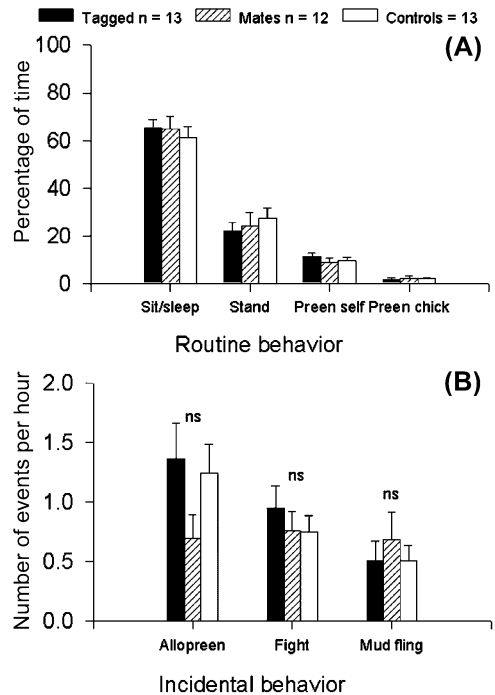 Tagged n = 13 Mates n = 12 Controls = 13
(A)
Percentage of time
100
80
60
40
20
0
Sit/sleep Stand Preen self Preen chick
Routine behavior
(B)
Number of events per hour
2.0
1.5
1.0
0.5
0.0
ns
ns
ns
Allopreen Fight Mud fling
Incidental behavior